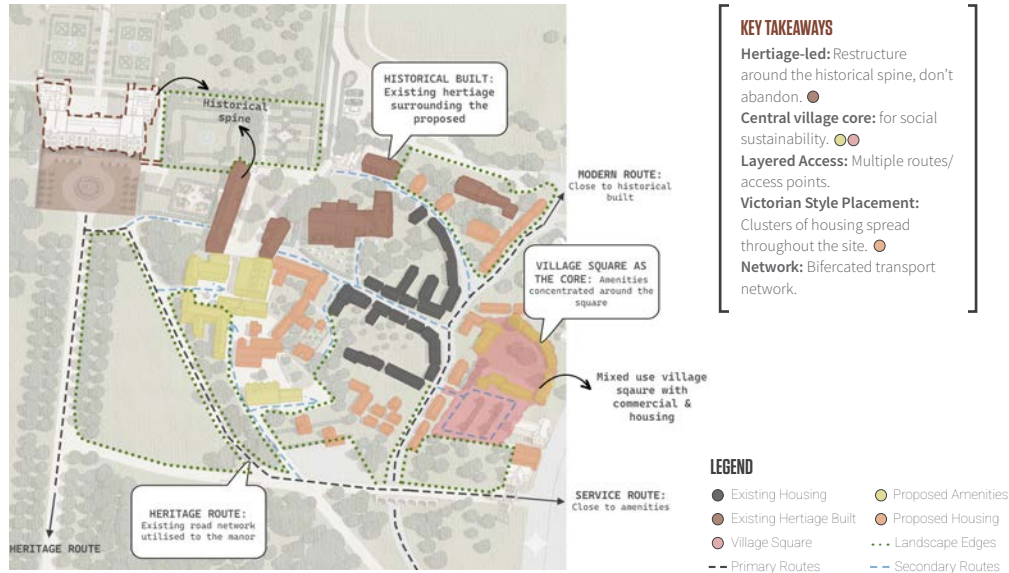 Historical
spine
HISTORICAL BUILT:
Existing hertiage
surrounding the
proposed
MODERN ROUTE:
Close to historical
built
VILLAGE SQUARE AS
THE CORE: Amenities
concentrated around the
square
Mixed use village
sqaure with
commercial &
housing
SERVICE ROUTE:
Close to amenities
HERITAGE ROUTE:
Existing road network
utilised to the manor
HERITAGE ROUTE
KEY TAKEAWAYS
Hertiage-led: Restructure
around the historical spine, don't
abandon.
Central village core: for social
sustainability.
Layered Access: Multiple routes/
access points.
Victorian Style Placement:
Clusters of housing spread
throughout the site.
Network: Bifercated transport
network.
LEGEND
Existing Housing
Existing Hertiage Built
Village Square
Primary Routes
Proposed Amenities
Proposed Housing
Landscape Edges
Secondary Routes